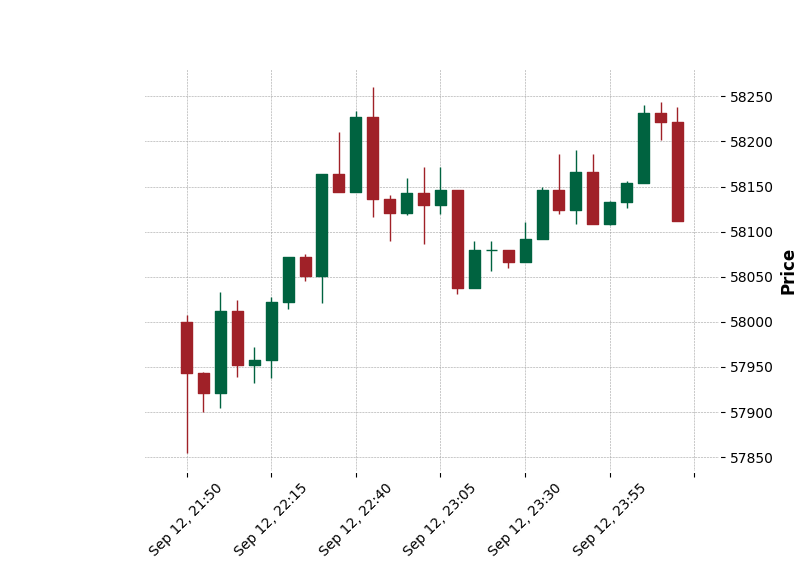 58250
58200
58150
58100
58050
58000
57950
57900
57850
Price
Sep 12, 21:50
Sep 12, 22:15
Sep 12, 22:40
Sep 12, 23:05
Sep 12, 23:30
Sep 12, 23:55